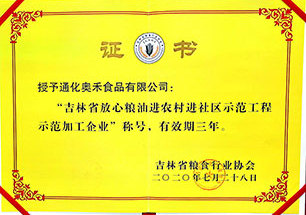 证书
授予通化奥禾食品有限公司：
“吉林省放心粮油进农村进社区示范工程
示范加工企业”称号，有效期三年。
吉林省粮食行业协会
二〇二〇年七月二十八日